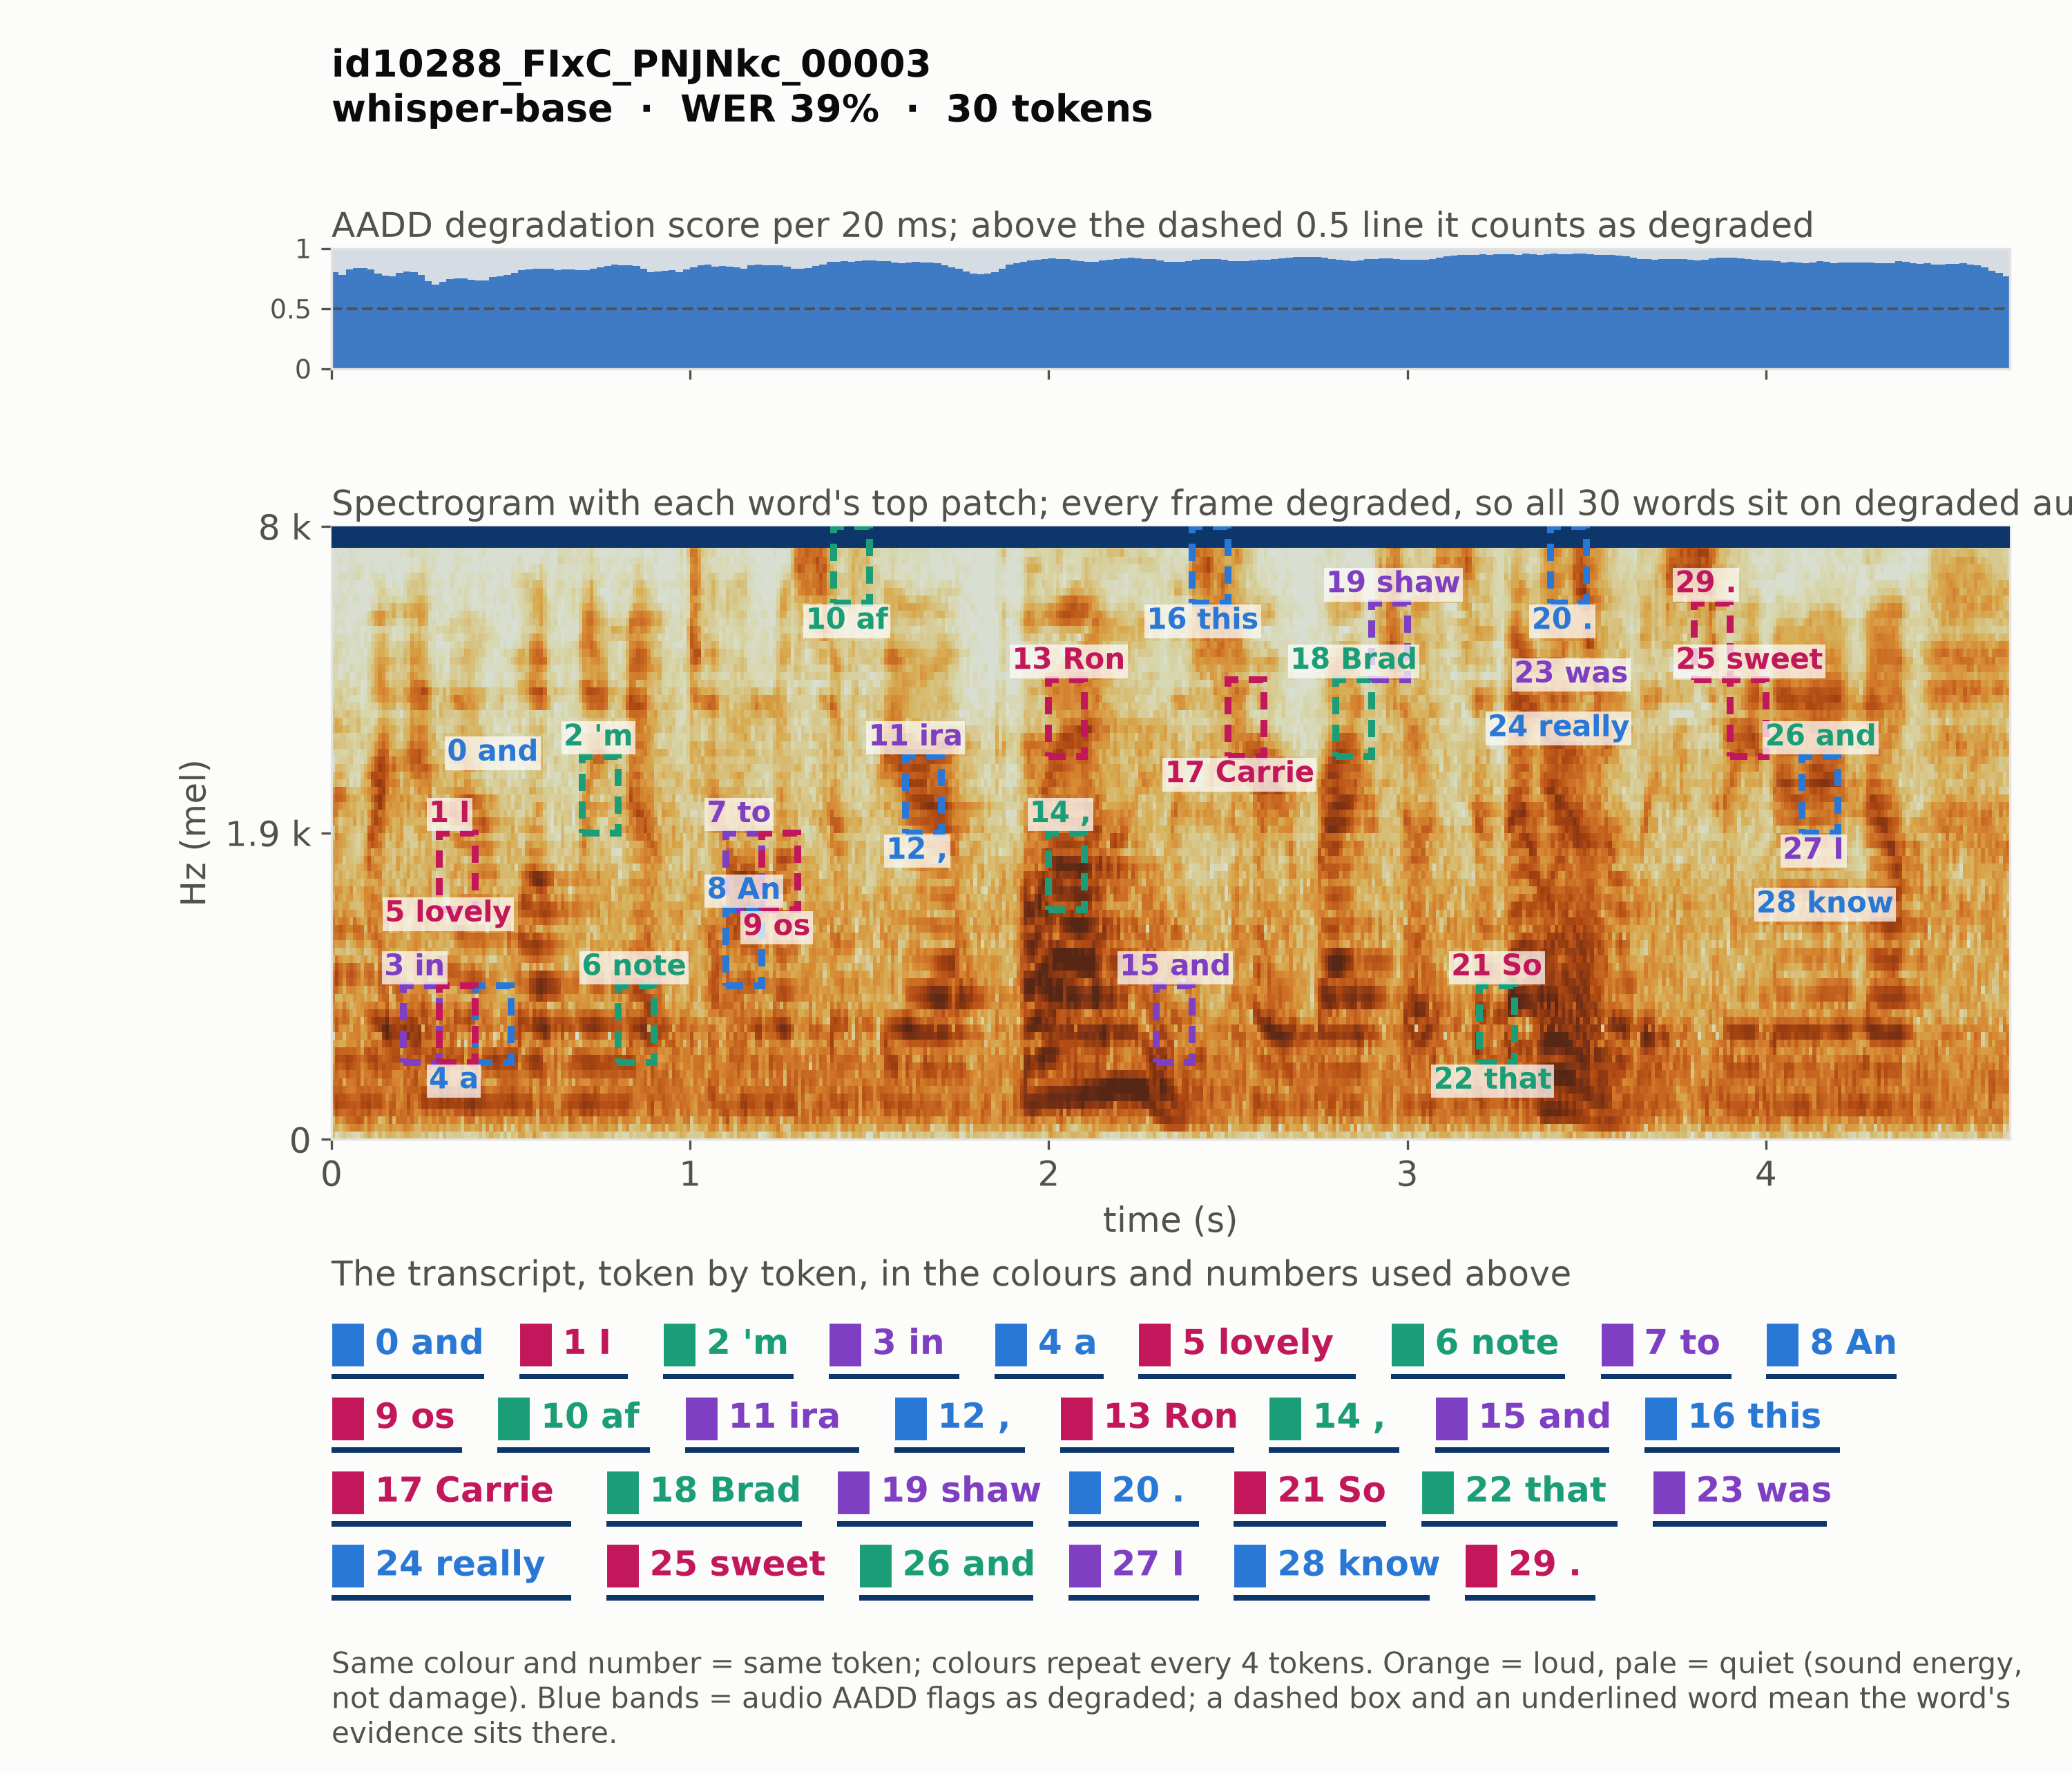 id10288_FIxC_PNJNkc_00003
whisper-base · WER 39% · 30 tokens
AADD degradation score per 20 ms; above the dashed 0.5 line it counts as degraded
1
0.5
0
Spectrogram with each word's top patch; every frame degraded, so all 30 words sit on degraded au
8 k
10 af
16 this
19 shaw
20 .
29 .
13 Ron
18 Brad
23 was
25 sweet
0 and
2 'm
11 ira
17 Carrie
24 really
26 and
1 I
7 to
12 ,
14 ,
27 I
1.9 k
Hz (mel)
5 lovely
8 An
9 os
28 know
3 in
6 note
15 and
21 So
4 a
22 that
0
0 1 2 3 4
time (s)
The transcript, token by token, in the colours and numbers used above
0 and 1 I 2 'm 3 in 4 a 5 lovely 6 note 7 to 8 An
9 os 10 af 11 ira 12 , 13 Ron 14 , 15 and 16 this
17 Carrie 18 Brad 19 shaw 20 . 21 So 22 that 23 was
24 really 25 sweet 26 and 27 I 28 know 29 .
Same colour and number = same token; colours repeat every 4 tokens. Orange = loud, pale = quiet (sound energy,
not damage). Blue bands = audio AADD flags as degraded; a dashed box and an underlined word mean the word's
evidence sits there.